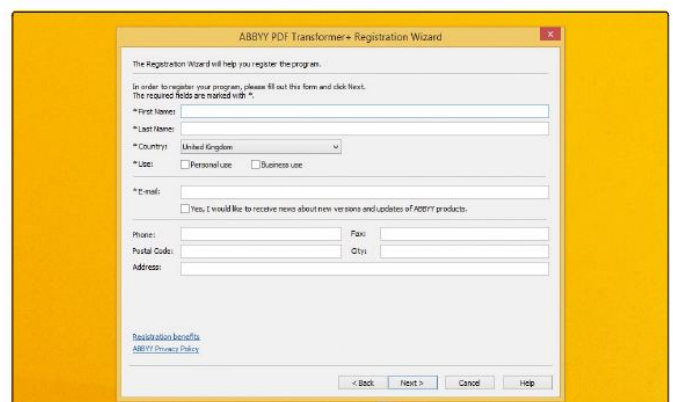 ABBYY PDF Transformer+ Registration Wizard
x
The Registration Wizard will help you register the program.
In order to register your program, please fill out this form and click Next.
The required fields are marked with *.
* First Name:
* Last Name:
* Country: United Kingdom
* Use: Personal use Business use
* E-mail:
Yes, I would like to receive news about new versions and updates of ABBYY products.
Phone: Fax:
Postal Code: City:
Address:
Registration benefits
ABBYY Privacy Policy
< Back Next > Cancel Help